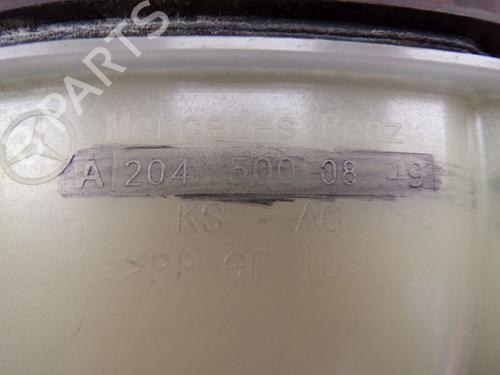 B-PARTS
Mercedes-Benz
A 204 500 08 49
KS - AG
>PP GF 10<